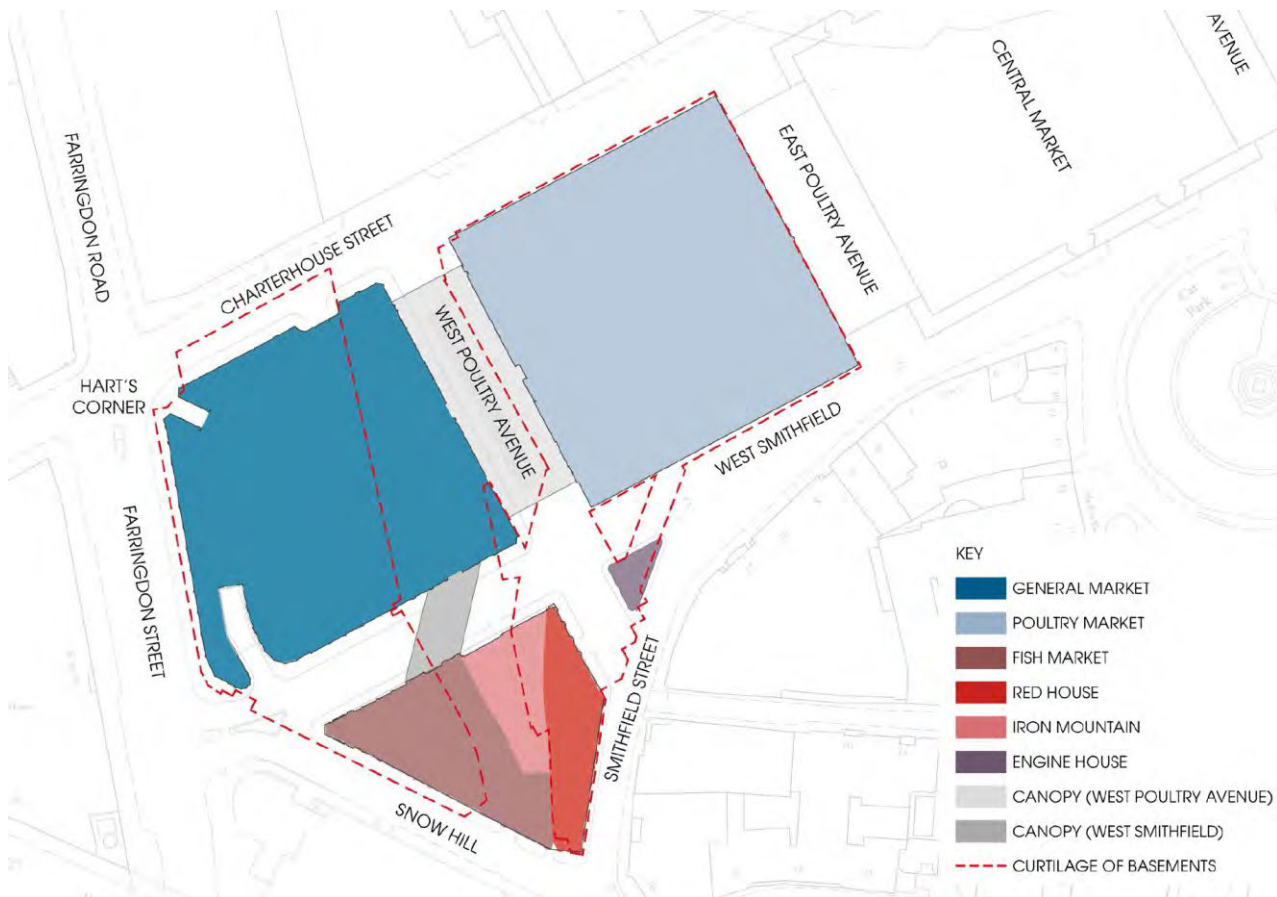 AVENUE
CENTRAL MARKET
EAST POULTRY AVENUE
FARRINGDON ROAD
CHARTERHOUSE STREET
Car
Park
WEST POULTRY AVENUE
HART'S
CORNER
WEST SMITHFIELD
FARRINGDON STREET
SMITHFIELD STREET
SNOW HILL
KEY
GENERAL MARKET
POULTRY MARKET
FISH MARKET
RED HOUSE
IRON MOUNTAIN
ENGINE HOUSE
CANOPY (WEST POULTRY AVENUE)
CANOPY (WEST SMITHFIELD)
CURTILAGE OF BASEMENTS